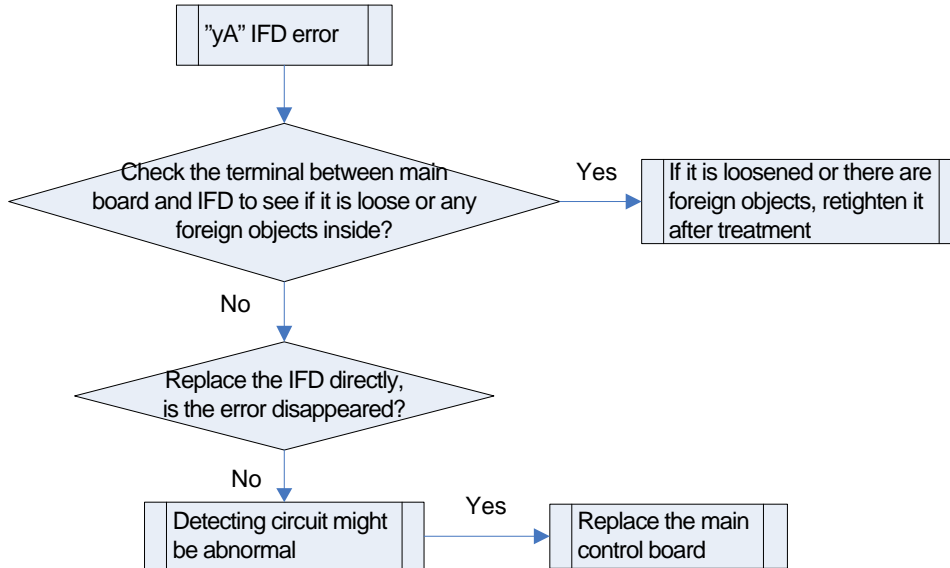 ”yA” IFD error
Check the terminal between main
board and IFD to see if it is loose or any
foreign objects inside?
Yes
If it is loosened or there are
foreign objects, retighten it
after treatment
No
Replace the IFD directly,
is the error disappeared?
No
Detecting circuit might
be abnormal
Yes
Replace the main
control board